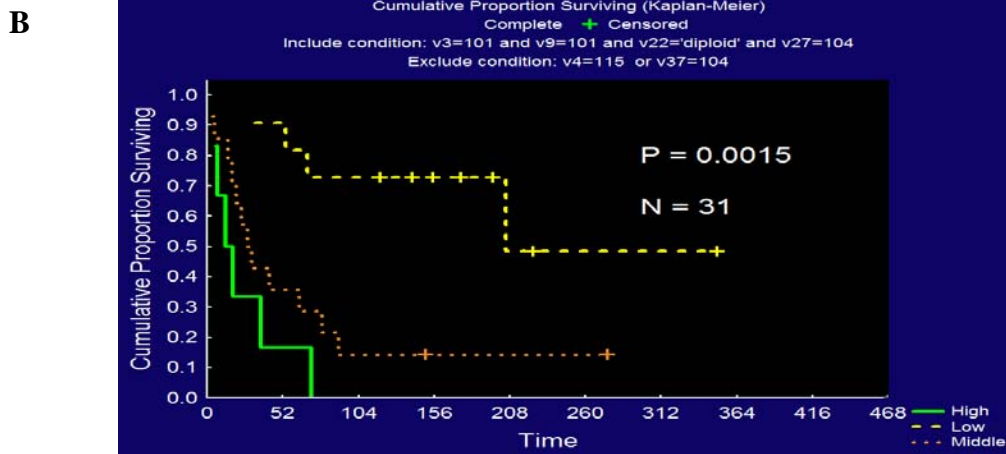 B
Cumulative Proportion Surviving (Kaplan-Meier)
Complete + Censored
Include condition: v3=101 and v9=101 and v22='diploid' and v27=104
Exclude condition: v4=115 or v37=104
1.0
0.9
0.8
0.7
0.6
0.5
0.4
0.3
0.2
0.1
0.0
Cumulative Proportion Surviving
P = 0.0015
N = 31
0 52 104 156 208 260 312 364 416 468
Time
High
Low
Middle